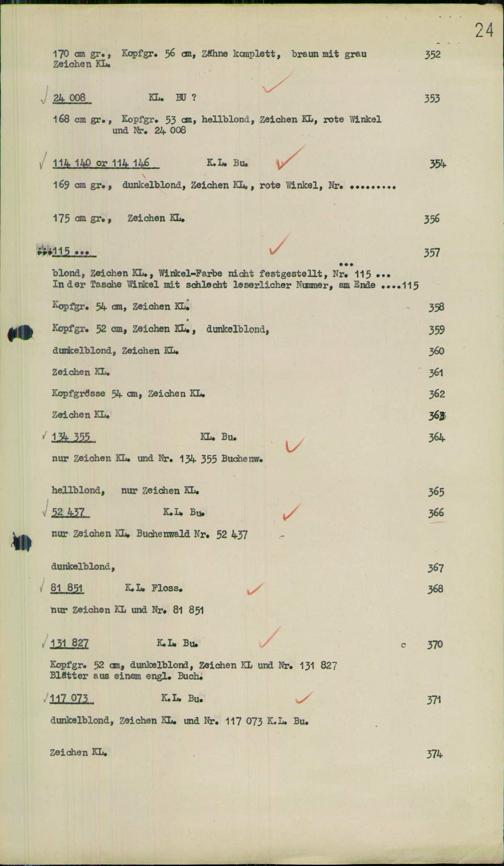 24
170 cm gr., Kopfgr. 56 cm, Zähne komplett, braun mit grau 352
Zeichen KL.
24 008 KL. BU ? 353
168 cm gr., Kopfgr. 53 cm, hellblond, Zeichen KL, rote Winkel
und Nr. 24 008
114 140 or 114 146 K.L. Bu. 354
169 cm gr., dunkelblond, Zeichen KL., rote Winkel, Nr. .........
175 cm gr., Zeichen KL. 356
115 ... 357
blond, Zeichen KL., Winkel-Farbe nicht festgestellt, Nr. 115 ...
In der Tasche Winkel mit schlecht leserlicher Nummer, am Ende ....115
Kopfgr. 54 cm, Zeichen KL. 358
Kopfgr. 52 cm, Zeichen KL., dunkelblond, 359
dunkelblond, Zeichen KL. 360
Zeichen KL. 361
Kopfgrösse 54 cm, Zeichen KL. 362
Zeichen KL. 363
134 355 KL. Bu. 364
nur Zeichen KL. und Nr. 134 355 Buchenw.
hellblond, nur Zeichen KL. 365
52 437 K.L. Bu. 366
nur Zeichen KL. Buchenwald Nr. 52 437
dunkelblond, 367
81 851 K.L. Floss. 368
nur Zeichen KL und Nr. 81 851
131 827 K.L. Bu. c 370
Kopfgr. 52 cm, dunkelblond, Zeichen KL und Nr. 131 827
Blätter aus einem engl. Buch.
117 073 K.L. Bu. 371
dunkelblond, Zeichen KL. und Nr. 117 073 K.L. Bu.
Zeichen KL. 374